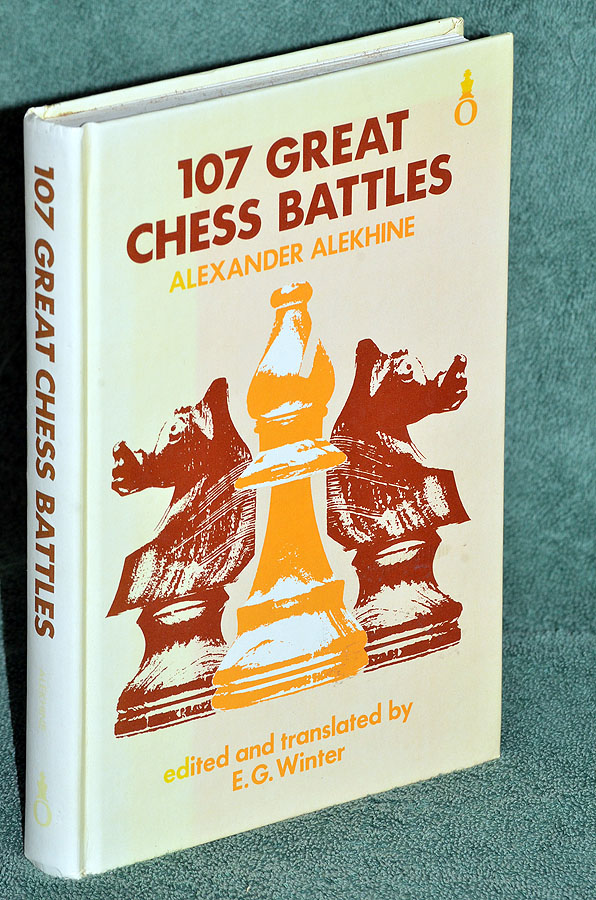 107 GREAT
CHESS BATTLES
ALEXANDER ALEKHINE
edited and translated by
E.G. Winter
107 GREAT CHESS BATTLES
O
O